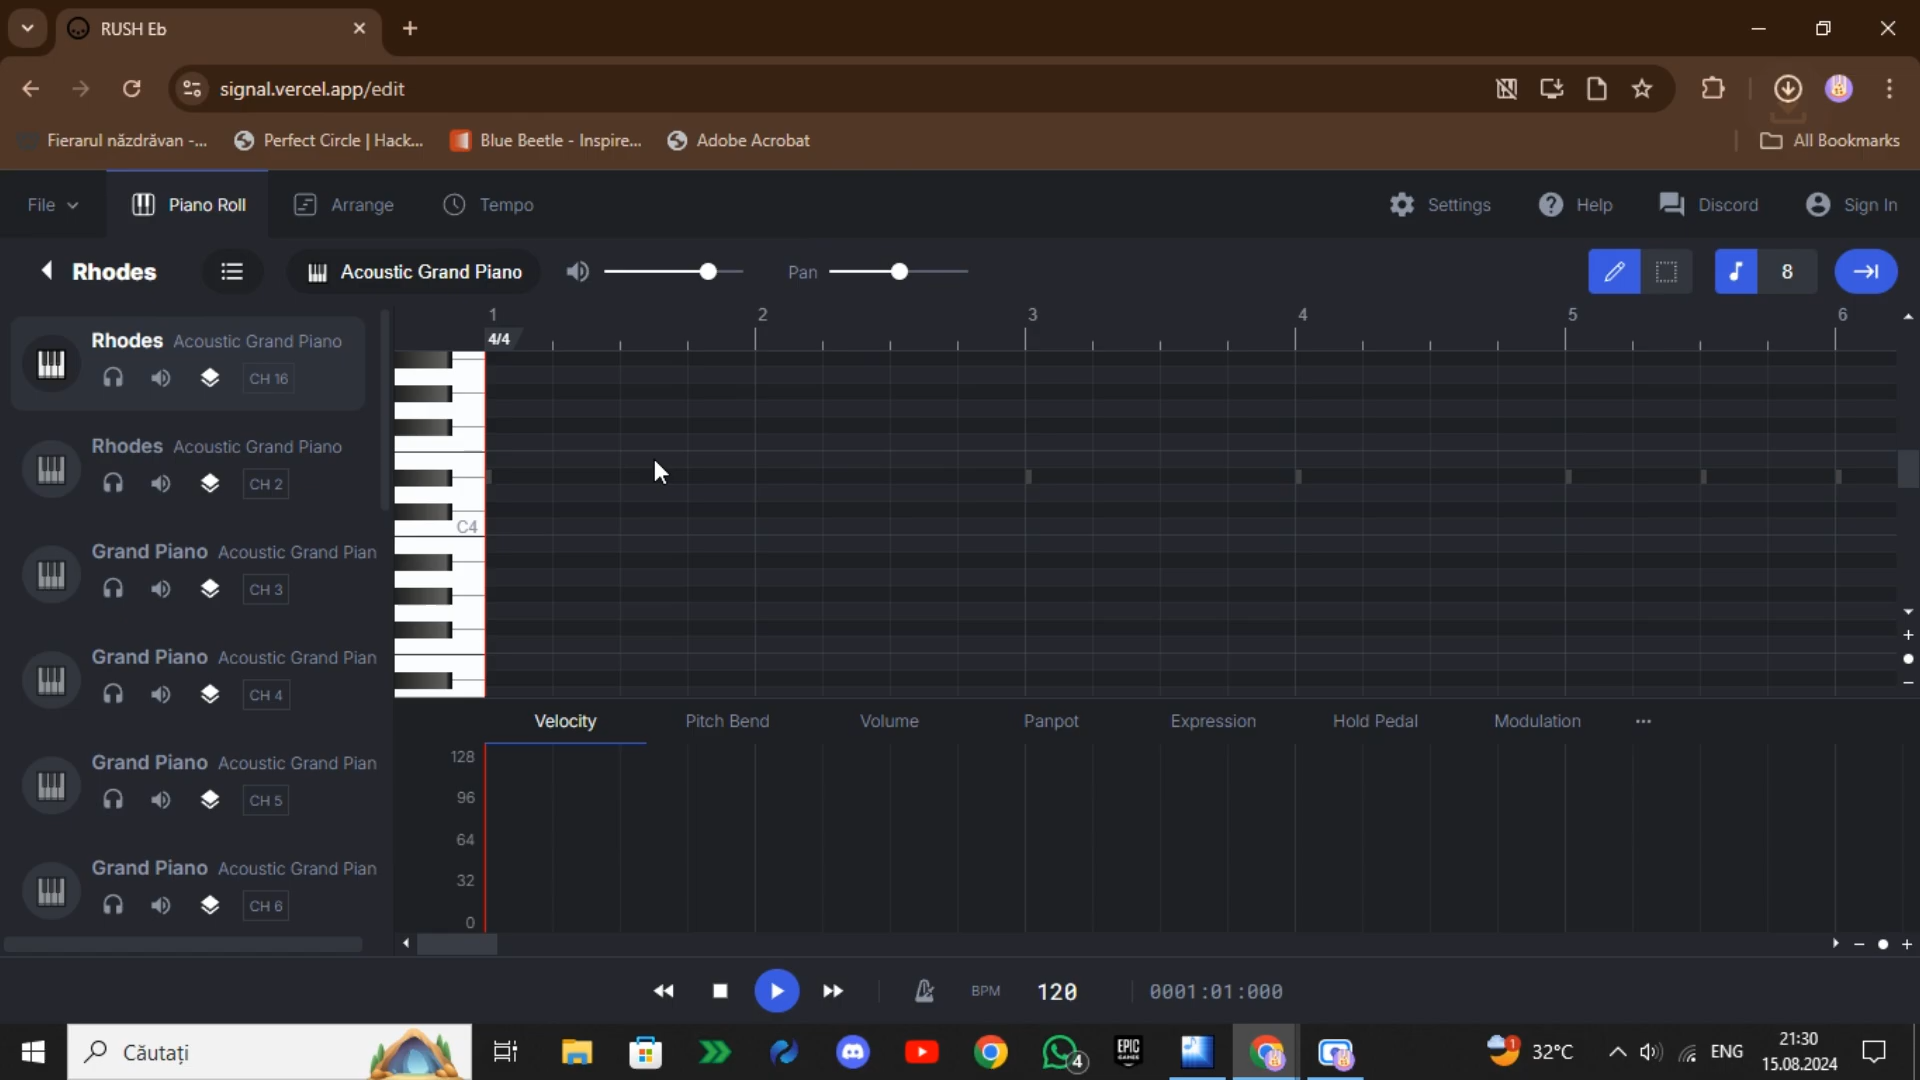 RUSH Eb
signal.vercel.app/edit
Fierarul năzdrăvan -...
Perfect Circle | Hack...
Blue Beetle - Inspire...
Adobe Acrobat
All Bookmarks
File
Piano Roll
Arrange
Tempo
Settings
Help
Discord
Sign In
Rhodes
Acoustic Grand Piano
Pan
8
1 2 3 4 5 6
4/4
Rhodes Acoustic Grand Piano
CH 16
Rhodes Acoustic Grand Piano
CH 2
Grand Piano Acoustic Grand Pian
CH 3
Grand Piano Acoustic Grand Pian
CH 4
Grand Piano Acoustic Grand Pian
CH 5
Grand Piano Acoustic Grand Pian
CH 6
C4
Velocity
Pitch Bend
Volume
Panpot
Expression
Hold Pedal
Modulation
128
96
64
32
0
BPM 120
0001:01:000
Căutați
EPIC GAMES
4
1
32°C
ENG
21:30
15.08.2024